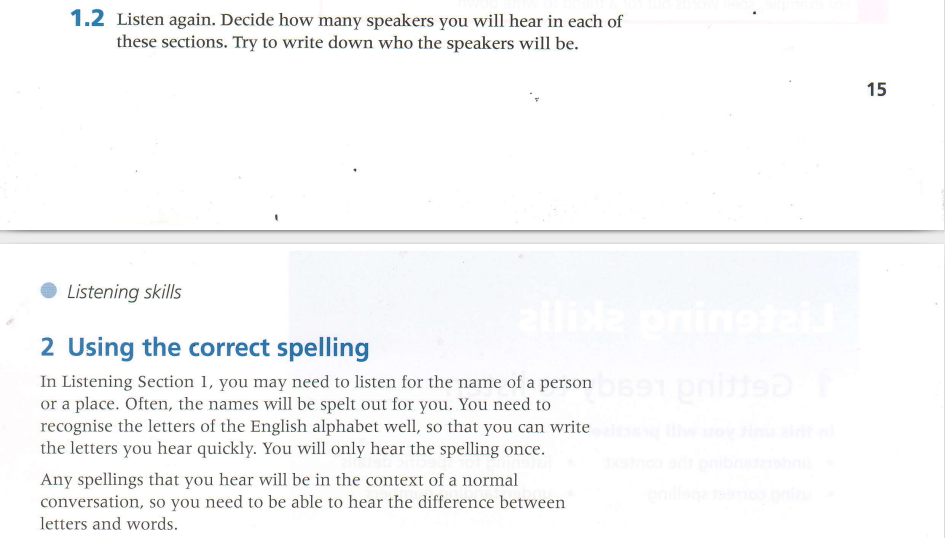 1.2 Listen again. Decide how many speakers you will hear in each of
these sections. Try to write down who the speakers will be.
15
Listening skills
2 Using the correct spelling
In Listening Section 1, you may need to listen for the name of a person
or a place. Often, the names will be spelt out for you. You need to
recognise the letters of the English alphabet well, so that you can write
the letters you hear quickly. You will only hear the spelling once.
Any spellings that you hear will be in the context of a normal
conversation, so you need to be able to hear the difference between
letters and words.